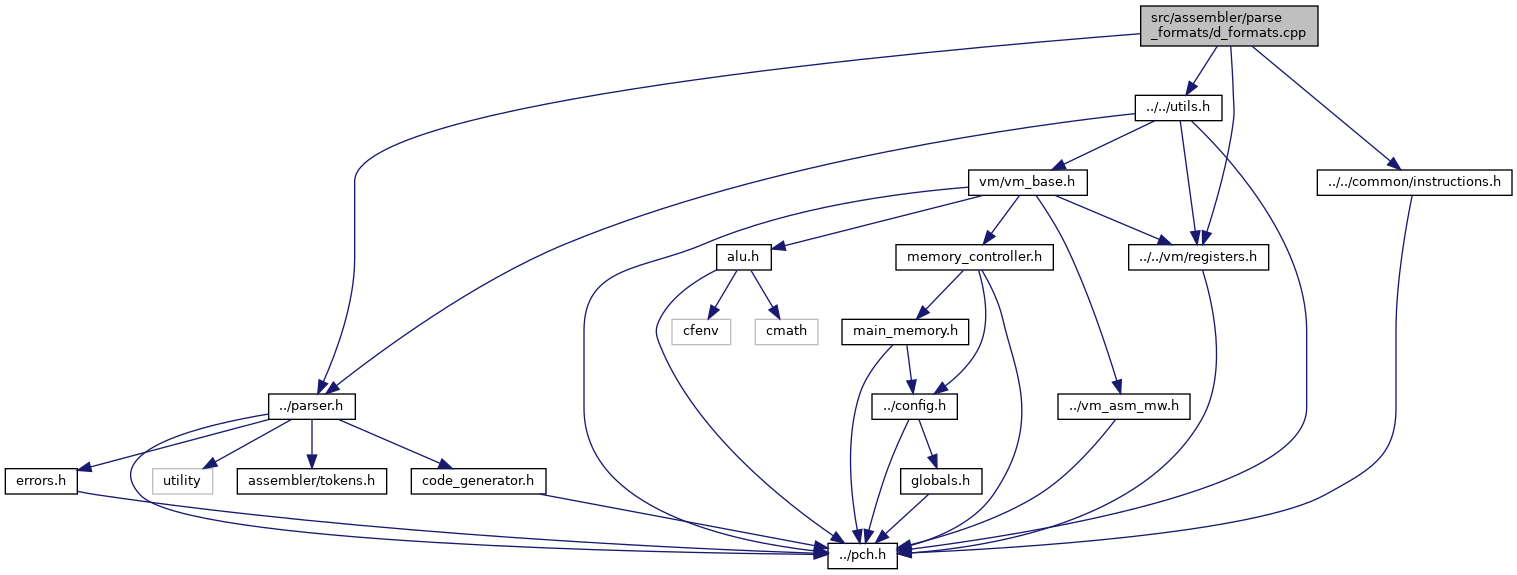 src/assembler/parse
_formats/d_formats.cpp
../../utils.h
vm/vm_base.h
../../common/instructions.h
alu.h
memory_controller.h
../../vm/registers.h
cfenv
cmath
main_memory.h
../parser.h
../config.h
../vm_asm_mw.h
errors.h
utility
assembler/tokens.h
code_generator.h
globals.h
../pch.h